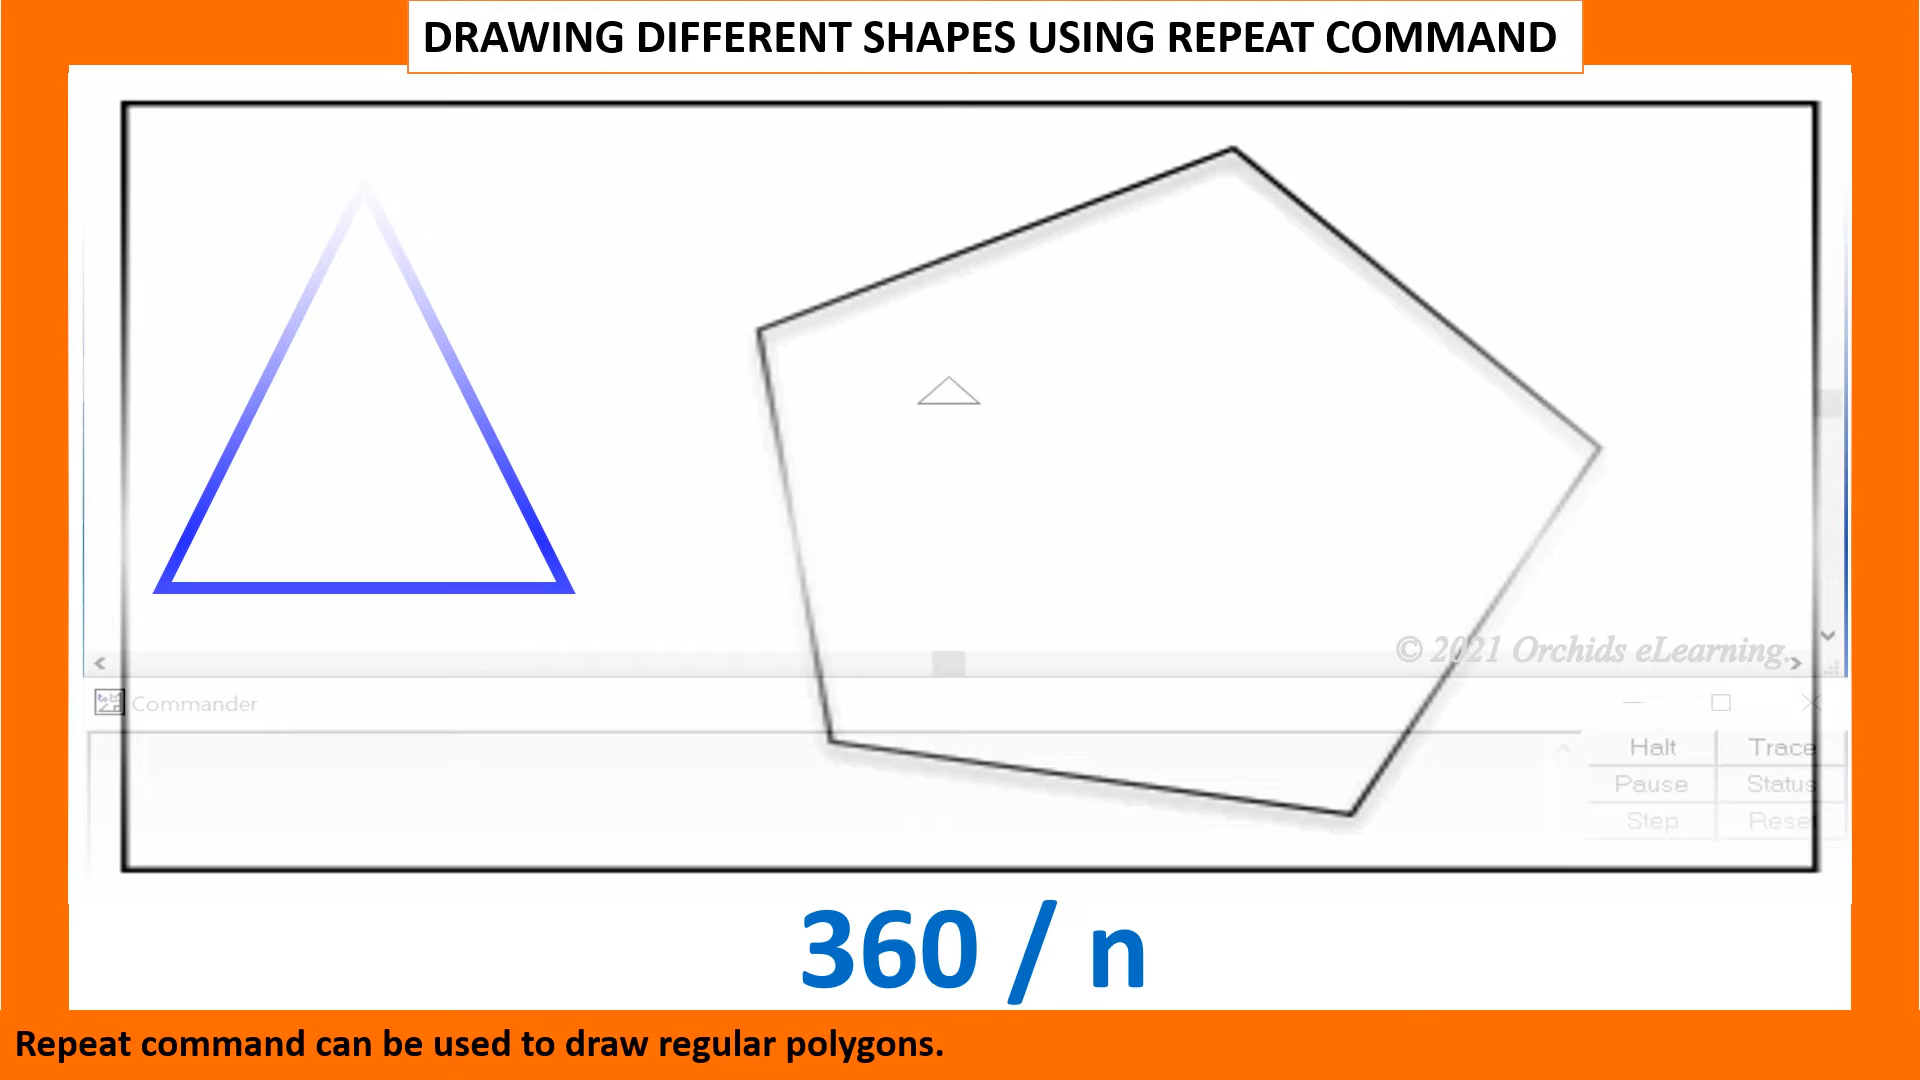 DRAWING DIFFERENT SHAPES USING REPEAT COMMAND
© 2021 Orchids eLearning.
Commander
Halt Trace
Pause Status
Step Reset
360 / n
Repeat command can be used to draw regular polygons.